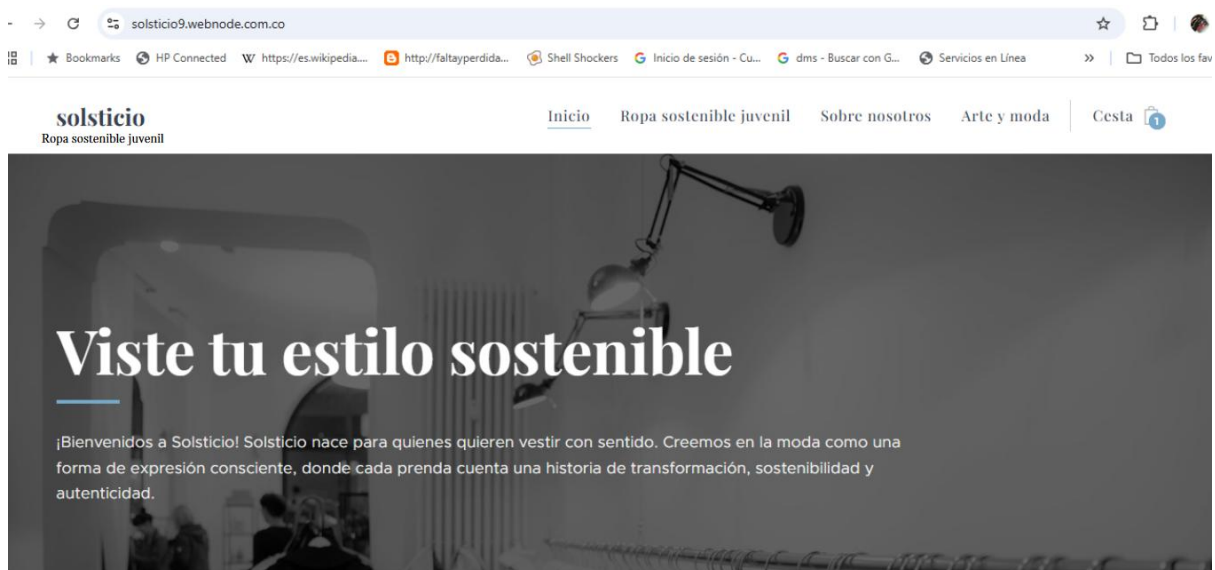 solsticio9.webnode.com.co
Bookmarks HP Connected W https://es.wikipedia.... http://faltayperdida... Shell Shockers Inicio de sesión - Cu... dms - Buscar con G... Servicios en Línea » Todos los fav
solsticio
Ropa sostenible juvenil
Inicio Ropa sostenible juvenil Sobre nosotros Arte y moda Cesta 1
Viste tu estilo sostenible
¡Bienvenidos a Solsticio! Solsticio nace para quienes quieren vestir con sentido. Creemos en la moda como una
forma de expresión consciente, donde cada prenda cuenta una historia de transformación, sostenibilidad y
autenticidad.